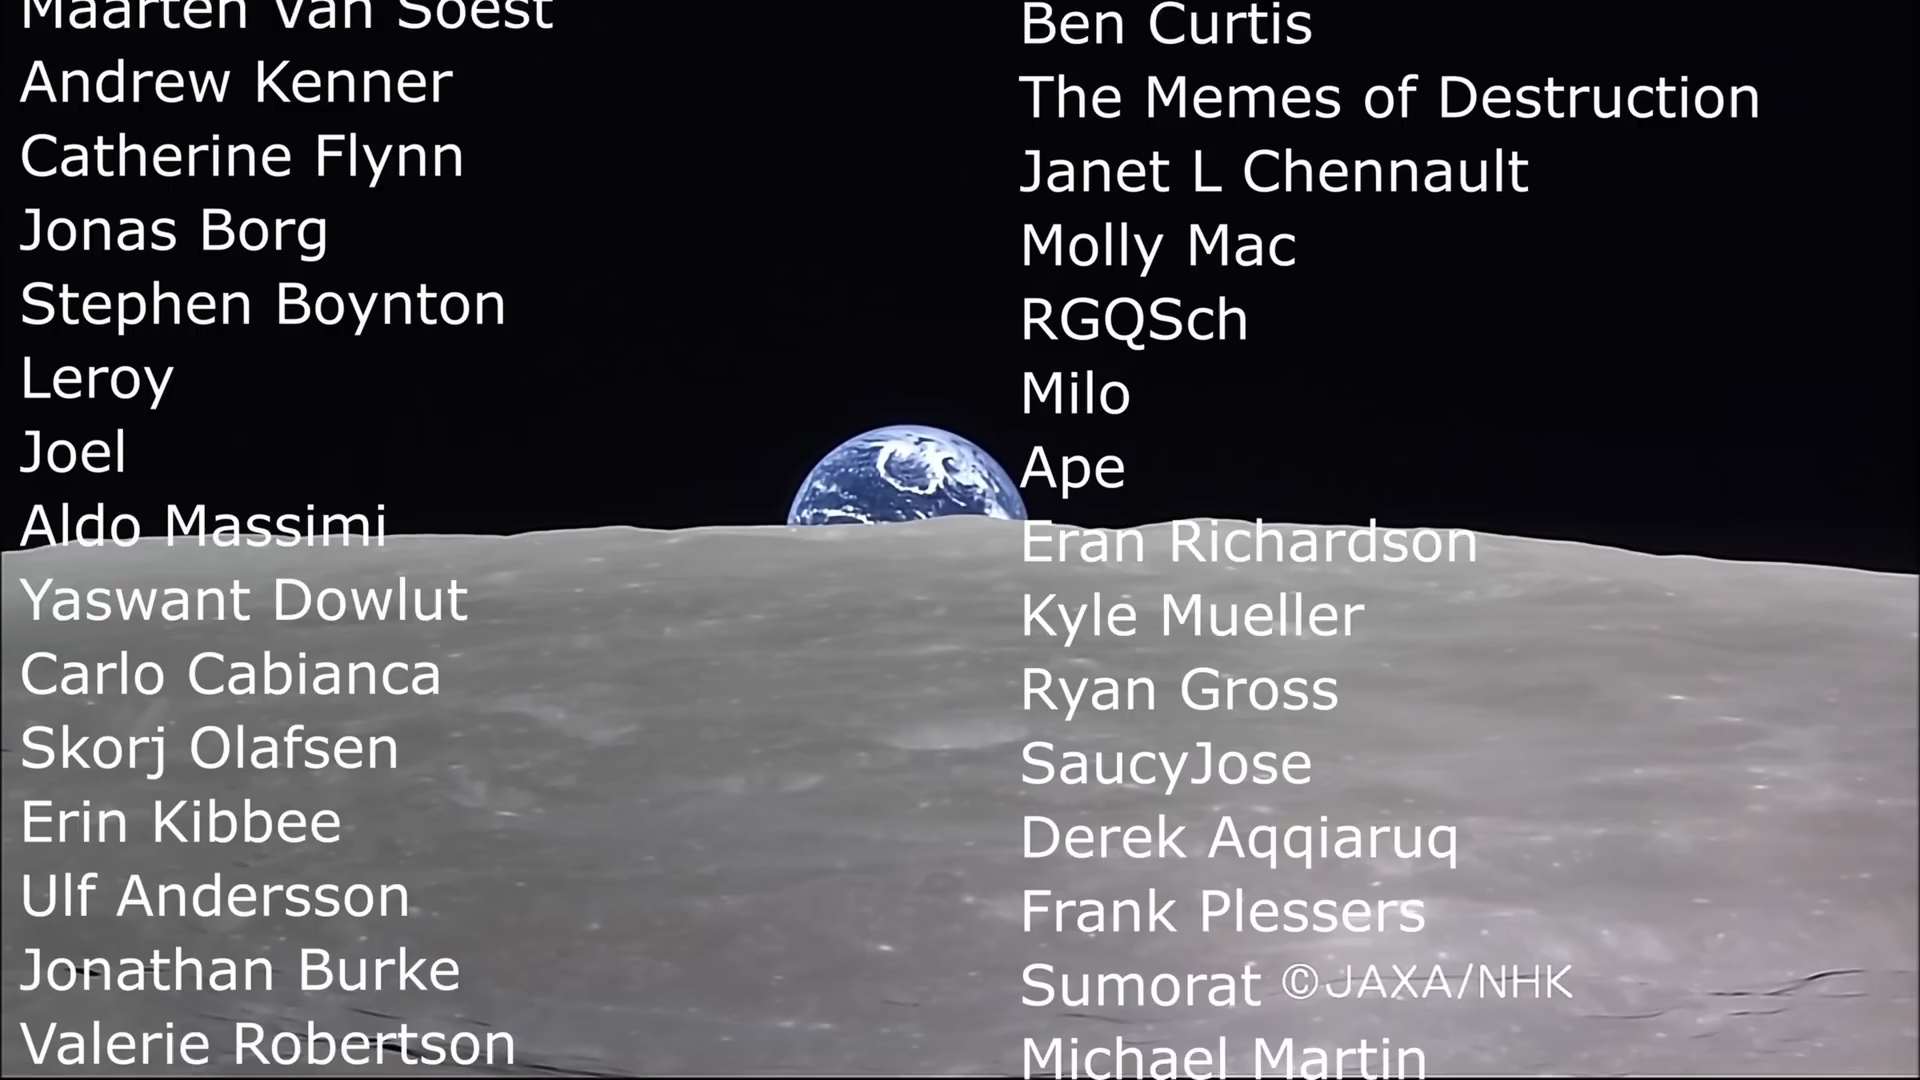 Maarten Van Soest
Andrew Kenner
Catherine Flynn
Jonas Borg
Stephen Boynton
Leroy
Joel
Aldo Massimi
Yaswant Dowlut
Carlo Cabianca
Skorj Olafsen
Erin Kibbee
Ulf Andersson
Jonathan Burke
Valerie Robertson
Ben Curtis
The Memes of Destruction
Janet L Chennault
Molly Mac
RGQSch
Milo
Ape
Eran Richardson
Kyle Mueller
Ryan Gross
SaucyJose
Derek Aqqiaruq
Frank Plessers
Sumorat
©JAXA/NHK
Michael Martin